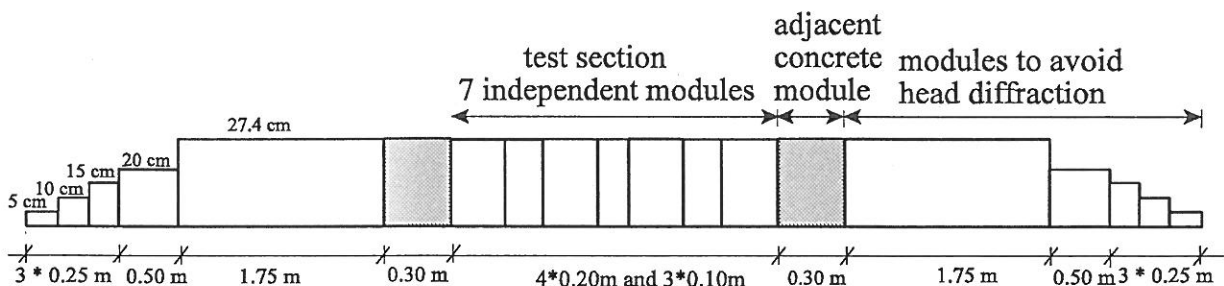 adjacent
concrete
module
test section
7 independent modules
modules to avoid
head diffraction
27.4 cm
20 cm
15 cm
10 cm
5 cm
3 * 0.25 m
0.50 m
1.75 m
0.30 m
4*0.20m and 3*0.10m
0.30 m
1.75 m
0.50 m
3 * 0.25 m